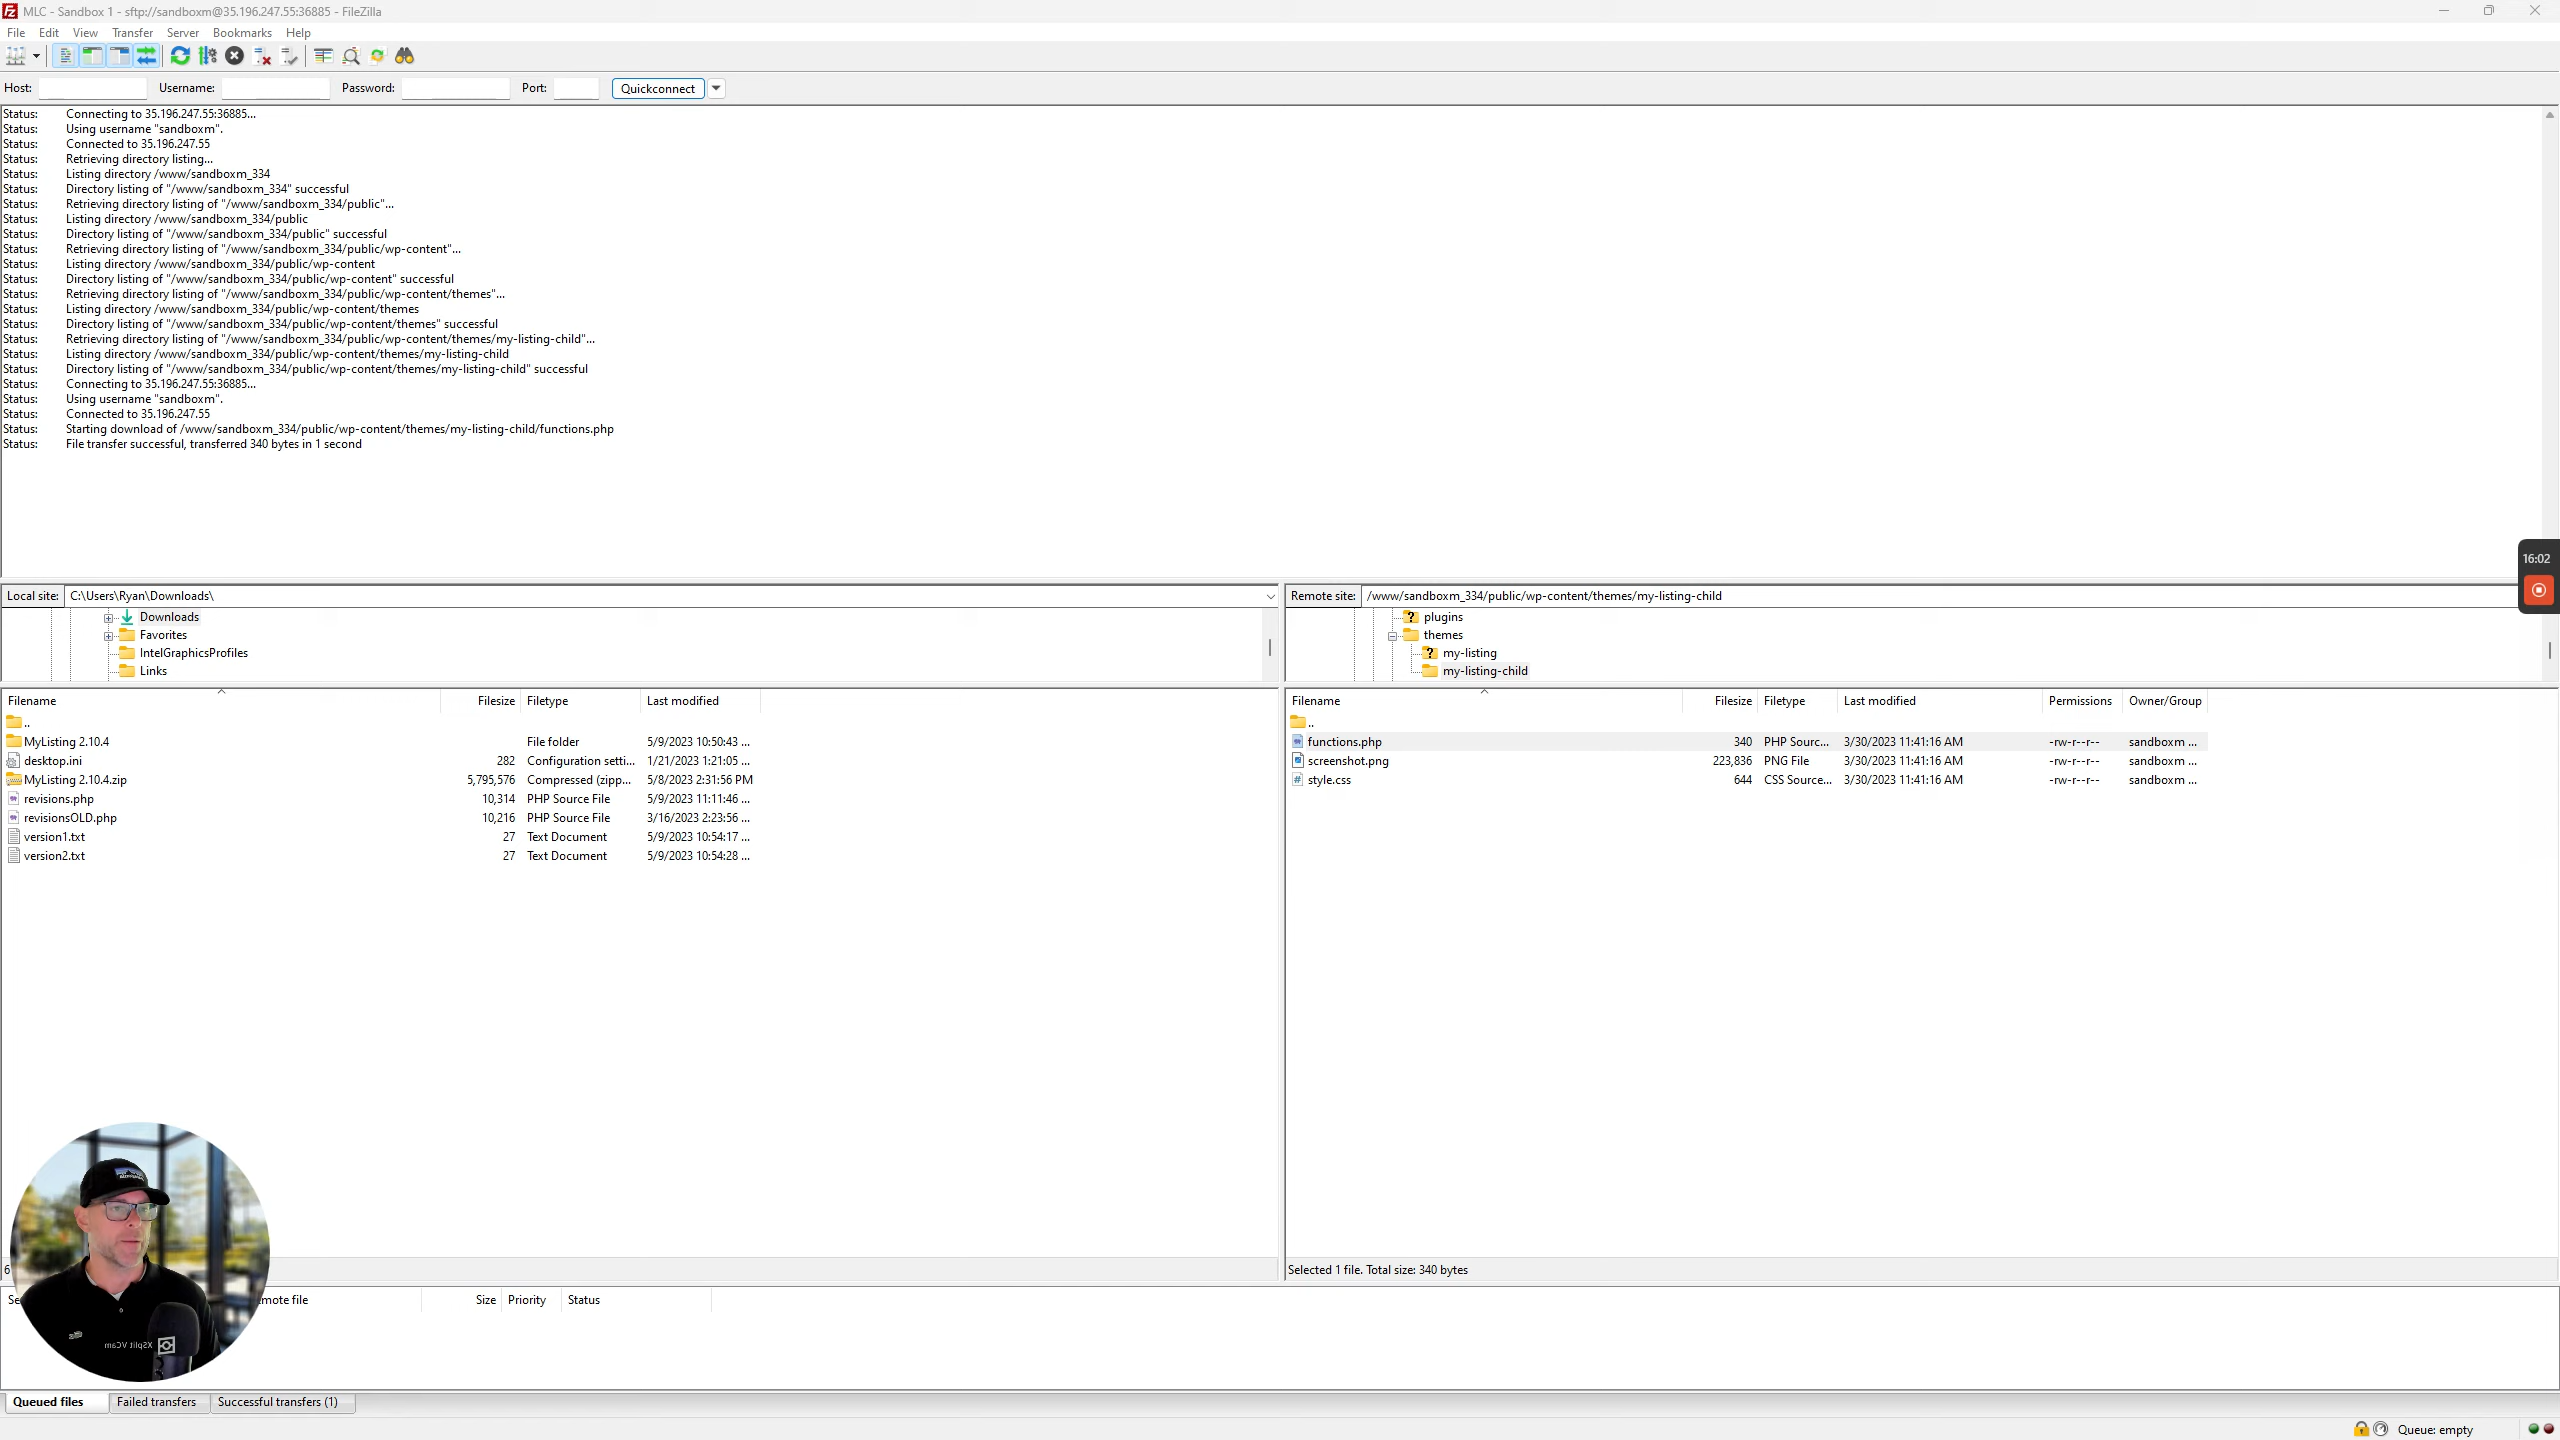 MLC - Sandbox 1 - sftp://sandboxm@35.196.247.55:36885 - FileZilla
File Edit View Transfer Server Bookmarks Help
Host: Username: Password: Port: Quickconnect
Status: Connecting to 35.196.247.55:36885...
Status: Using username "sandboxm".
Status: Connected to 35.196.247.55
Status: Retrieving directory listing...
Status: Listing directory /www/sandboxm_334
Status: Directory listing of "/www/sandboxm_334" successful
Status: Retrieving directory listing of "/www/sandboxm_334/public"...
Status: Listing directory /www/sandboxm_334/public
Status: Directory listing of "/www/sandboxm_334/public" successful
Status: Retrieving directory listing of "/www/sandboxm_334/public/wp-content"...
Status: Listing directory /www/sandboxm_334/public/wp-content
Status: Directory listing of "/www/sandboxm_334/public/wp-content" successful
Status: Retrieving directory listing of "/www/sandboxm_334/public/wp-content/themes"...
Status: Listing directory /www/sandboxm_334/public/wp-content/themes
Status: Directory listing of "/www/sandboxm_334/public/wp-content/themes" successful
Status: Retrieving directory listing of "/www/sandboxm_334/public/wp-content/themes/my-listing-child"...
Status: Listing directory /www/sandboxm_334/public/wp-content/themes/my-listing-child
Status: Directory listing of "/www/sandboxm_334/public/wp-content/themes/my-listing-child" successful
Status: Connecting to 35.196.247.55:36885...
Status: Using username "sandboxm".
Status: Connected to 35.196.247.55
Status: Starting download of /www/sandboxm_334/public/wp-content/themes/my-listing-child/functions.php
Status: File transfer successful, transferred 340 bytes in 1 second
16:02
Local site: C:\Users\Ryan\Downloads\
Downloads
Favorites
IntelGraphicsProfiles
Links
Remote site: /www/sandboxm_334/public/wp-content/themes/my-listing-child
plugins
themes
my-listing
my-listing-child
Filename Filesize Filetype Last modified
..
MyListing 2.10.4 File folder 5/9/2023 10:50:43 ...
desktop.ini 282 Configuration setti... 1/21/2023 1:21:05 ...
MyListing 2.10.4.zip 5,795,576 Compressed (zipp... 5/8/2023 2:31:56 PM
revisions.php 10,314 PHP Source File 5/9/2023 11:11:46 ...
revisionsOLD.php 10,216 PHP Source File 3/16/2023 2:23:56 ...
version1.txt 27 Text Document 5/9/2023 10:54:17 ...
version2.txt 27 Text Document 5/9/2023 10:54:28 ...
Filename Filesize Filetype Last modified Permissions Owner/Group
..
functions.php 340 PHP Sourc... 3/30/2023 11:41:16 AM -rw-r--r-- sandboxm ...
screenshot.png 223,836 PNG File 3/30/2023 11:41:16 AM -rw-r--r-- sandboxm ...
style.css 644 CSS Source... 3/30/2023 11:41:16 AM -rw-r--r-- sandboxm ...
6
Selected 1 file. Total size: 340 bytes
Se mote file Size Priority Status
XSplit VCam
Queued files Failed transfers Successful transfers (1)
Queue: empty